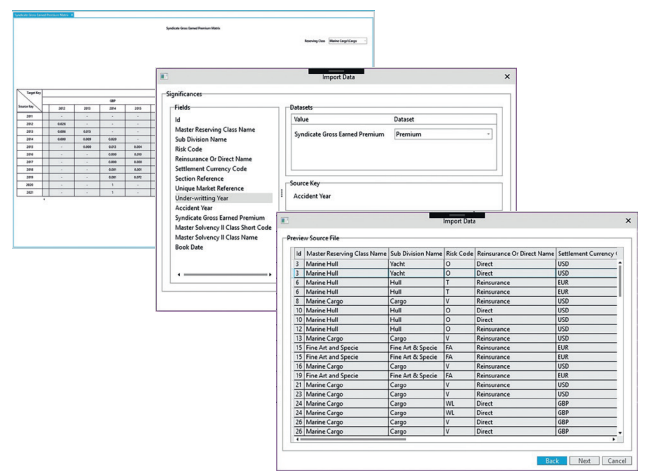 Syndicate Gross Earned Premium Matrix ×
Syndicate Gross Earned Premium Matrix
Reserving Class Marine Cargo\Cargo
Target Key
Source Key
GBP
2012 2013 2014 2015
2011
2012
2013
2014
2015
2016
2017
2018
2019
2020 - - 1 -
2021 - - 1 -
Import Data ×
Significances
Fields
Id
Master Reserving Class Name
Sub Division Name
Risk Code
Reinsurance Or Direct Name
Settlement Currency Code
Section Reference
Unique Market Reference
Under-writting Year
Accident Year
Syndicate Gross Earned Premium
Master Solvency II Class Short Code
Master Solvency II Class Name
Book Date
Datasets
Value Dataset
Syndicate Gross Earned Premium Premium
Source Key
Accident Year
Import Data ×
Preview Source File
Id Master Reserving Class Name Sub Division Name Risk Code Reinsurance Or Direct Name Settlement Currency
3 Marine Hull Yacht O Direct USD
3 Marine Hull Yacht O Direct USD
6 Marine Hull Hull T Reinsurance EUR
6 Marine Hull Hull T Reinsurance EUR
8 Marine Cargo Cargo V Reinsurance USD
10 Marine Hull Hull O Direct USD
10 Marine Hull Hull O Direct USD
12 Marine Hull Hull O Reinsurance USD
13 Marine Cargo Cargo V Reinsurance USD
15 Fine Art and Specie Fine Art & Specie FA Reinsurance EUR
15 Fine Art and Specie Fine Art & Specie FA Reinsurance EUR
16 Marine Cargo Cargo V Reinsurance USD
19 Fine Art and Specie Fine Art & Specie FA Reinsurance EUR
21 Marine Cargo Cargo V Reinsurance USD
23 Marine Cargo Cargo V Reinsurance USD
24 Marine Cargo Cargo WL Direct GBP
24 Marine Cargo Cargo WL Direct GBP
26 Marine Cargo Cargo V Direct GBP
26 Marine Cargo Cargo V Direct GBP
Back Next Cancel